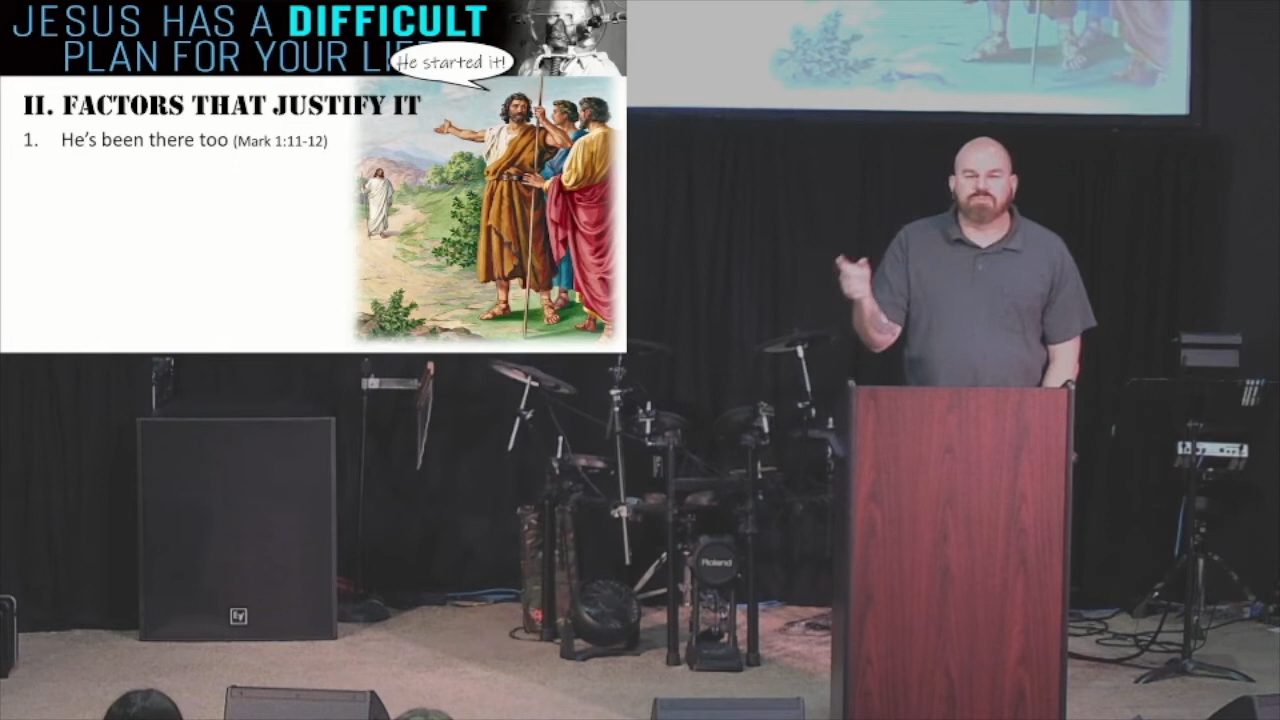 JESUS HAS A DIFFICULT
PLAN FOR YOUR
He started it!
II. FACTORS THAT JUSTIFY IT
1. He's been there too (Mark 1:11-12)
Roland
EV